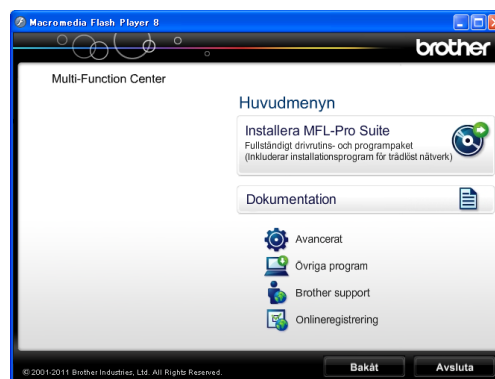 Macromedia Flash Player 8
brother
Multi-Function Center
Huvudmenyn
Installera MFL-Pro Suite
Fullständigt drivrutins- och programpaket
(Inkluderar installationsprogram för trådlöst nätverk)
Dokumentation
Avancerat
Övriga program
Brother support
Onlineregistrering
© 2001-2011 Brother Industries, Ltd. All Rights Reserved.
Bakåt
Avsluta